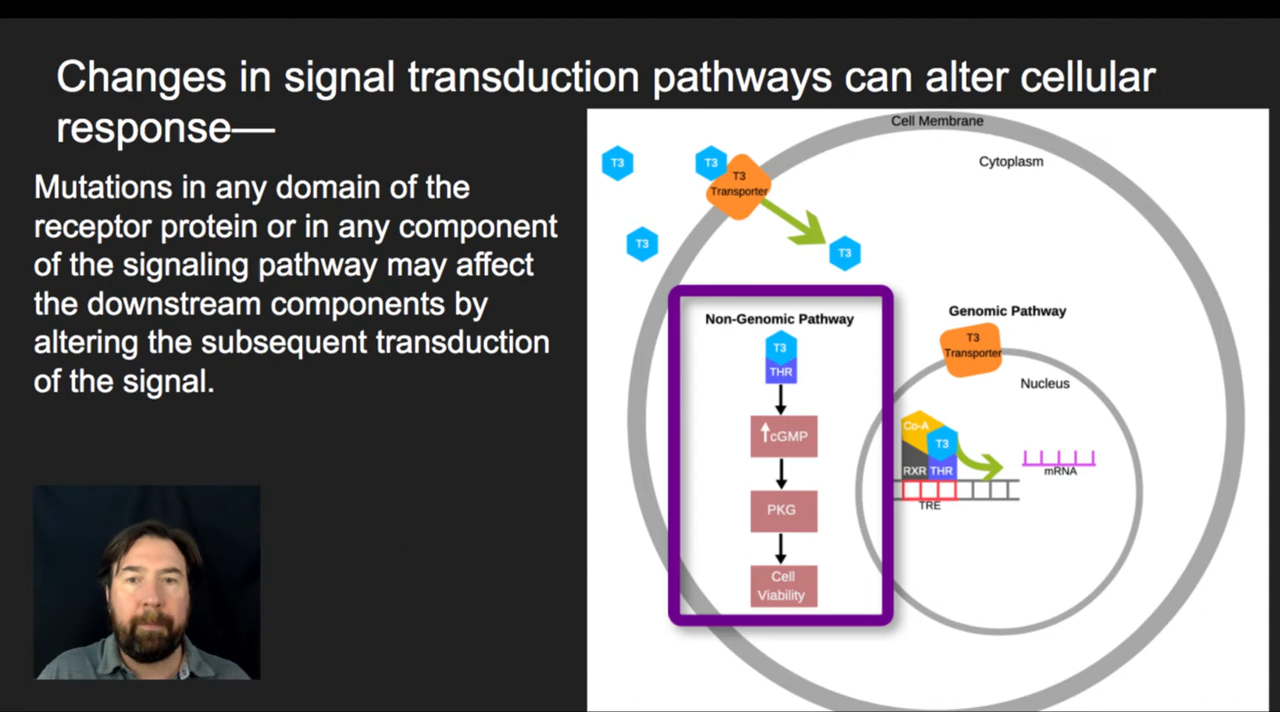 Changes in signal transduction pathways can alter cellular
response—
Mutations in any domain of the
receptor protein or in any component
of the signaling pathway may affect
the downstream components by
altering the subsequent transduction
of the signal.
Cell Membrane
Cytoplasm
T3
T3
T3
Transporter
T3
T3
Non-Genomic Pathway
T3
THR
cGMP
PKG
Cell
Viability
Genomic Pathway
T3
Transporter
Nucleus
Co-A
T3
RXR THR
mRNA
TRE